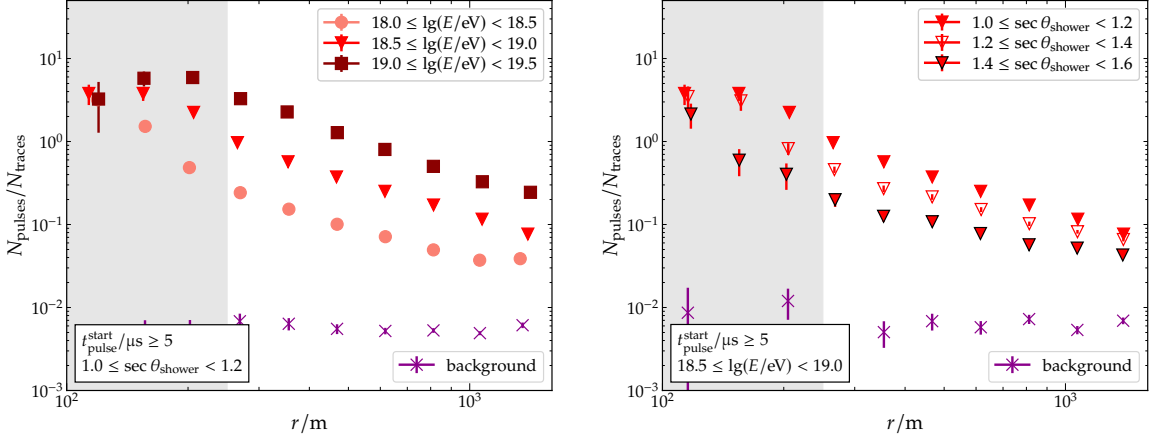 18.0 ≤ lg(E/eV) < 18.5
18.5 ≤ lg(E/eV) < 19.0
19.0 ≤ lg(E/eV) < 19.5
10¹
10⁰
10⁻¹
10⁻²
10⁻³
N_pulses/N_traces
t_pulse^start/µs ≥ 5
1.0 ≤ sec θ_shower < 1.2
background
10²
10³
r/m
1.0 ≤ sec θ_shower < 1.2
1.2 ≤ sec θ_shower < 1.4
1.4 ≤ sec θ_shower < 1.6
10¹
10⁰
10⁻¹
10⁻²
10⁻³
N_pulses/N_traces
t_pulse^start/µs ≥ 5
18.5 ≤ lg(E/eV) < 19.0
background
10²
10³
r/m